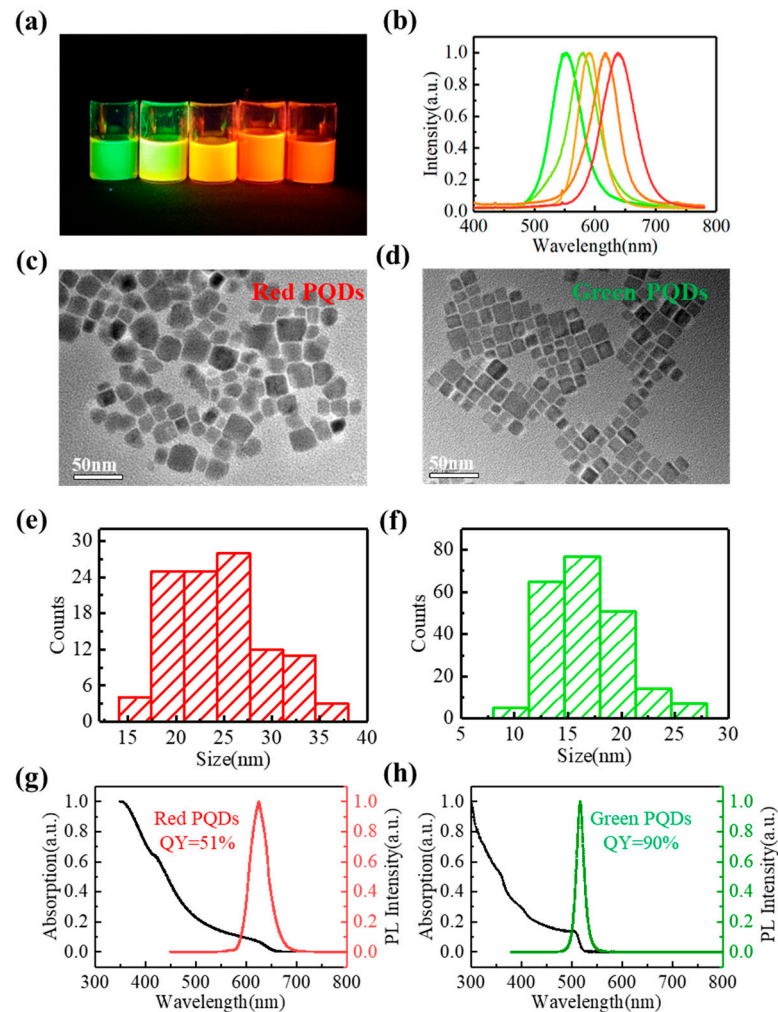 (a)
(b)
1.0
0.8
0.6
0.4
0.2
0.0
Intensity(a.u.)
400 500 600 700 800
Wavelength(nm)
(c)
Red PQDs
50nm
(d)
Green PQDs
50nm
(e)
30
24
18
12
6
0
Counts
15 20 25 30 35 40
Size(nm)
(f)
80
60
40
20
0
Counts
5 10 15 20 25 30
Size(nm)
(g)
1.0
0.8
0.6
0.4
0.2
0.0
Absorption(a.u.)
Red PQDs
QY=51%
1.0
0.8
0.6
0.4
0.2
0.0
PL Intensity(a.u.)
300 400 500 600 700 800
Wavelength(nm)
(h)
1.0
0.8
0.6
0.4
0.2
0.0
Absorption(a.u.)
Green PQDs
QY=90%
1.0
0.8
0.6
0.4
0.2
0.0
PL Intensity(a.u.)
300 400 500 600 700 800
Wavelength(nm)